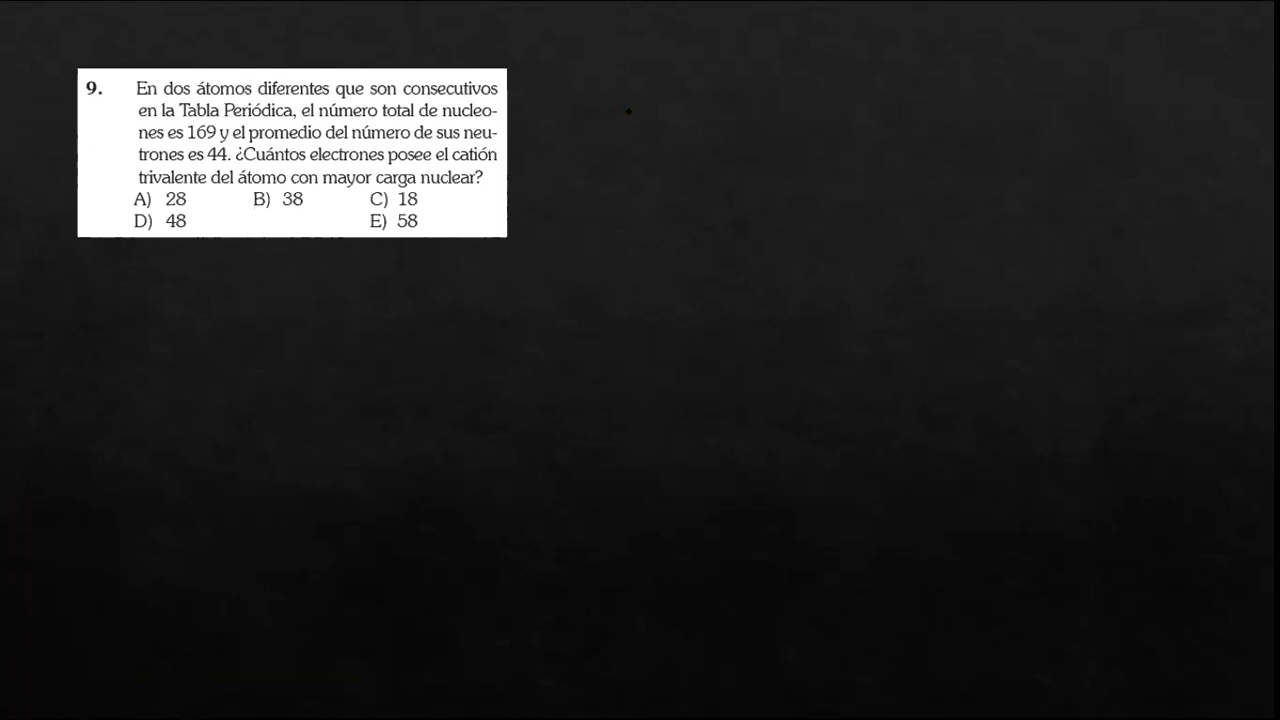 9. En dos átomos diferentes que son consecutivos
en la Tabla Periódica, el número total de nucleo-
nes es 169 y el promedio del número de sus neu-
trones es 44. ¿Cuántos electrones posee el catión
trivalente del átomo con mayor carga nuclear?
A) 28 B) 38 C) 18
D) 48 E) 58